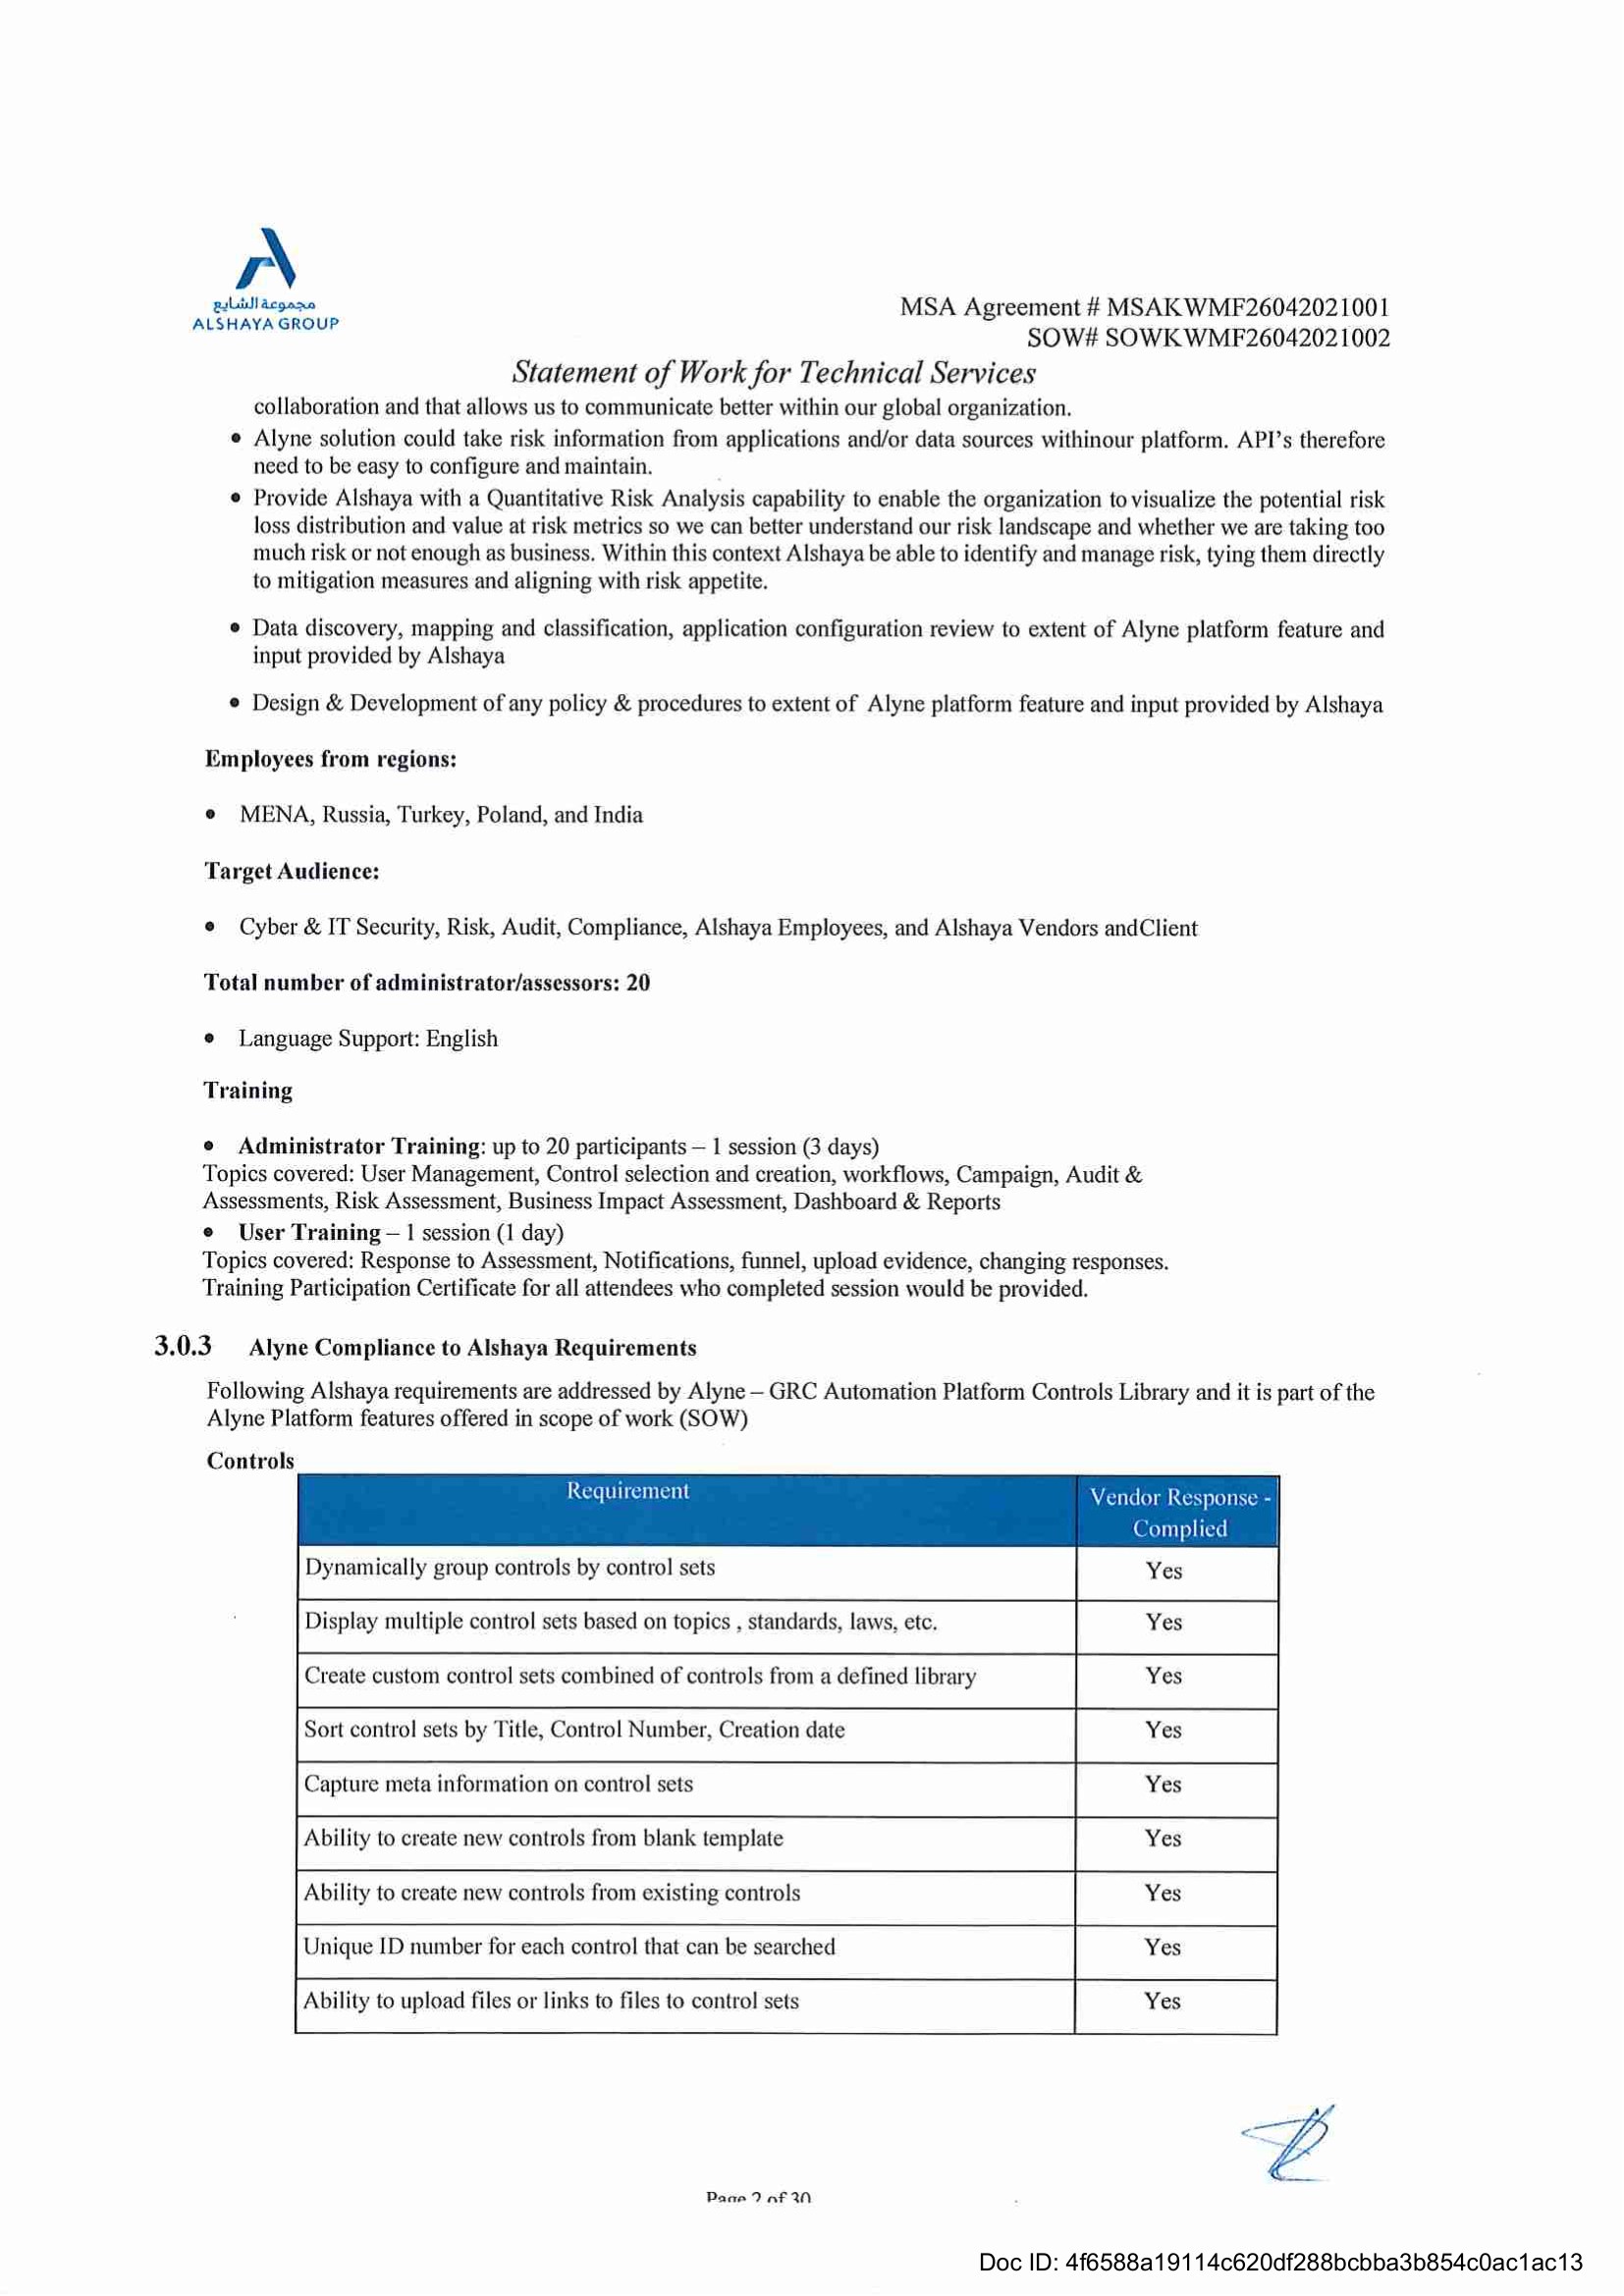 مجموعة الشايع
ALSHAYA GROUP
MSA Agreement # MSAKWMF26042021001
SOW# SOWKWMF26042021002
Statement of Work for Technical Services
collaboration and that allows us to communicate better within our global organization.
• Alyne solution could take risk information from applications and/or data sources withinour platform. API's therefore
need to be easy to configure and maintain.
• Provide Alshaya with a Quantitative Risk Analysis capability to enable the organization to visualize the potential risk
loss distribution and value at risk metrics so we can better understand our risk landscape and whether we are taking too
much risk or not enough as business. Within this context Alshaya be able to identify and manage risk, tying them directly
to mitigation measures and aligning with risk appetite.
• Data discovery, mapping and classification, application configuration review to extent of Alyne platform feature and
input provided by Alshaya
• Design & Development of any policy & procedures to extent of Alyne platform feature and input provided by Alshaya
Employees from regions:
• MENA, Russia, Turkey, Poland, and India
Target Audience:
• Cyber & IT Security, Risk, Audit, Compliance, Alshaya Employees, and Alshaya Vendors andClient
Total number of administrator/assessors: 20
• Language Support: English
Training
• Administrator Training: up to 20 participants – 1 session (3 days)
Topics covered: User Management, Control selection and creation, workflows, Campaign, Audit &
Assessments, Risk Assessment, Business Impact Assessment, Dashboard & Reports
• User Training – 1 session (1 day)
Topics covered: Response to Assessment, Notifications, funnel, upload evidence, changing responses.
Training Participation Certificate for all attendees who completed session would be provided.
3.0.3 Alyne Compliance to Alshaya Requirements
Following Alshaya requirements are addressed by Alyne – GRC Automation Platform Controls Library and it is part of the
Alyne Platform features offered in scope of work (SOW)
Controls
Requirement
Vendor Response -
Complied
Dynamically group controls by control sets Yes
Display multiple control sets based on topics , standards, laws, etc. Yes
Create custom control sets combined of controls from a defined library Yes
Sort control sets by Title, Control Number, Creation date Yes
Capture meta information on control sets Yes
Ability to create new controls from blank template Yes
Ability to create new controls from existing controls Yes
Unique ID number for each control that can be searched Yes
Ability to upload files or links to files to control sets Yes
Page 2 of 30
Doc ID: 4f6588a19114c620df288bcbba3b854c0ac1ac13